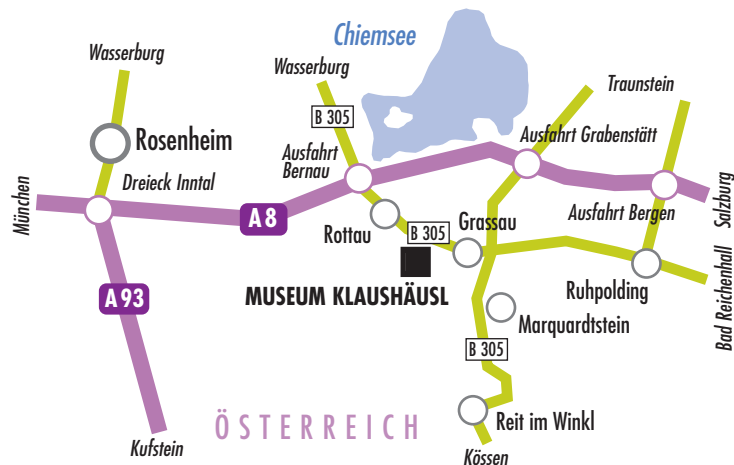 Chiemsee
Wasserburg
Wasserburg
Traunstein
B 305
Rosenheim
Ausfahrt Grabenstätt
Ausfahrt
Bernau
Dreieck Inntal
München
Salzburg
Ausfahrt Bergen
A 8
Rottau
B 305
Grassau
MUSEUM KLAUSHÄUSL
Ruhpolding
Bad Reichenhall
A 93
Marquardtstein
B 305
ÖSTERREICH
Reit im Winkl
Kufstein
Kössen